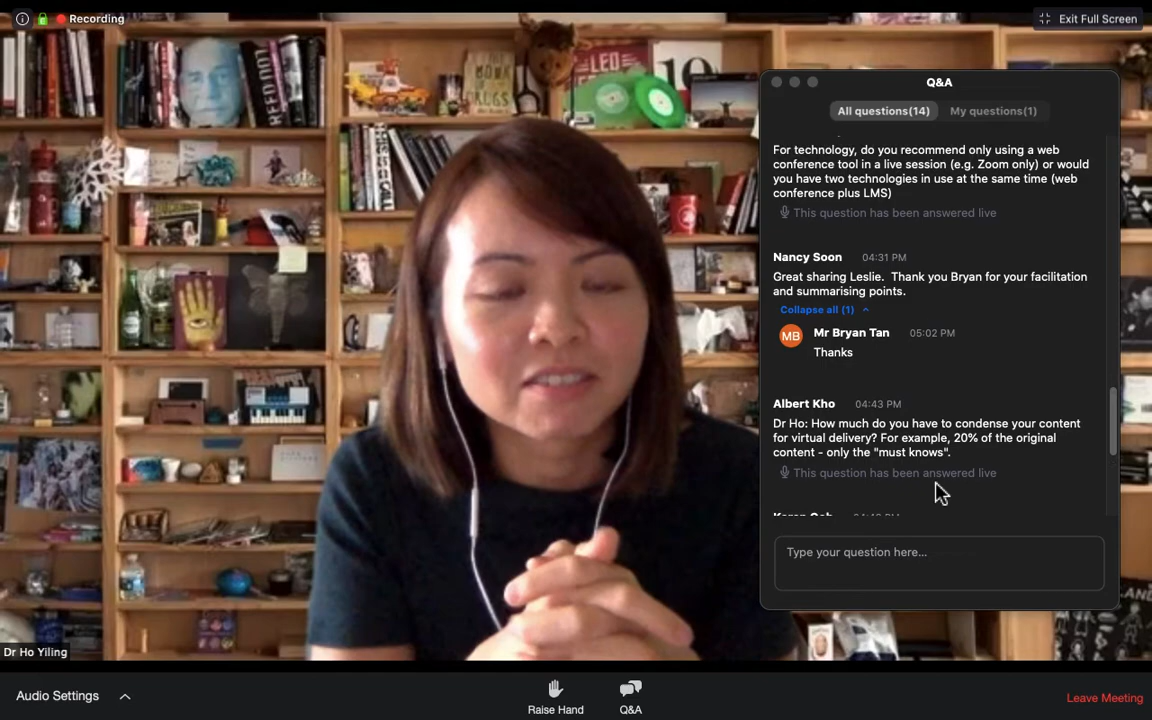 Recording
Exit Full Screen
Q&A
All questions(14) My questions(1)
For technology, do you recommend only using a web
conference tool in a live session (e.g. Zoom only) or would
you have two technologies in use at the same time (web
conference plus LMS)
This question has been answered live
Nancy Soon 04:31 PM
Great sharing Leslie. Thank you Bryan for your facilitation
and summarising points.
Collapse all (1)
MB Mr Bryan Tan 05:02 PM
Thanks
Albert Kho 04:43 PM
Dr Ho: How much do you have to condense your content
for virtual delivery? For example, 20% of the original
content - only the "must knows".
This question has been answered live
Type your question here...
Dr Ho Yiling
Audio Settings
Raise Hand
Q&A
Leave Meeting